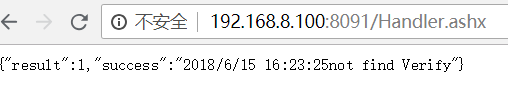 不安全 192.168.8.100:8091/Handler.ashx
{"result":1,"success":"2018/6/15 16:23:25not find Verify"}